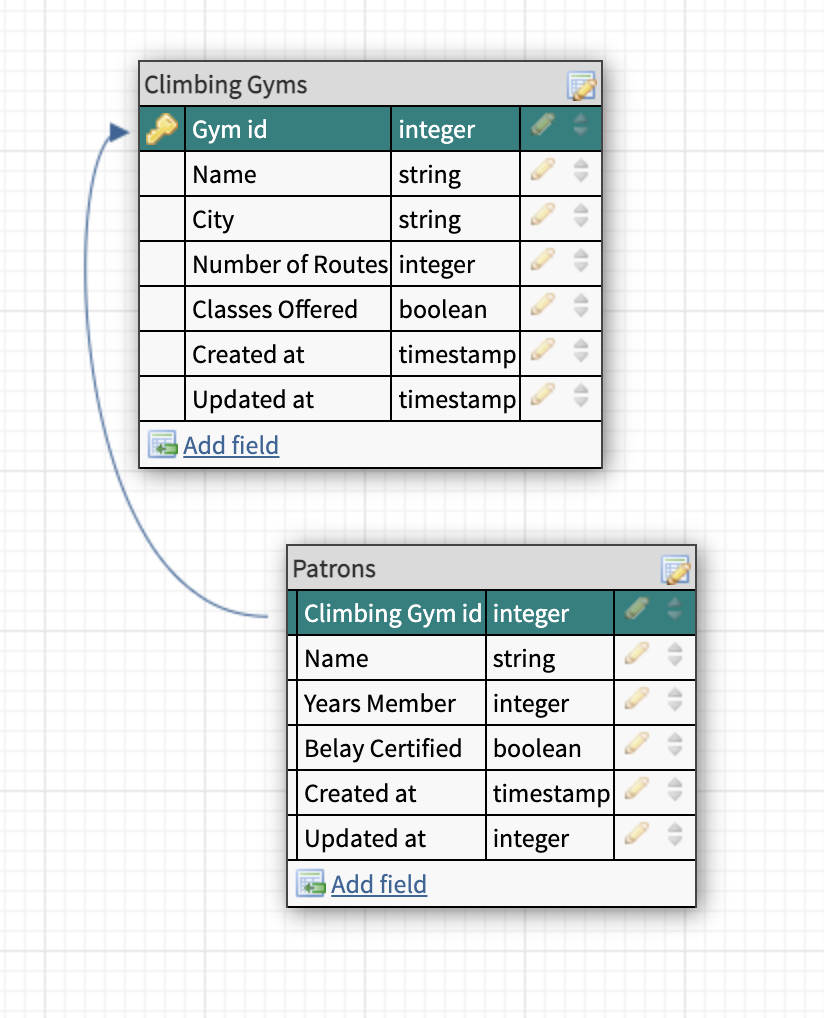 Climbing Gyms
Gym id integer
Name string
City string
Number of Routes integer
Classes Offered boolean
Created at timestamp
Updated at timestamp
Add field
Patrons
Climbing Gym id integer
Name string
Years Member integer
Belay Certified boolean
Created at timestamp
Updated at integer
Add field